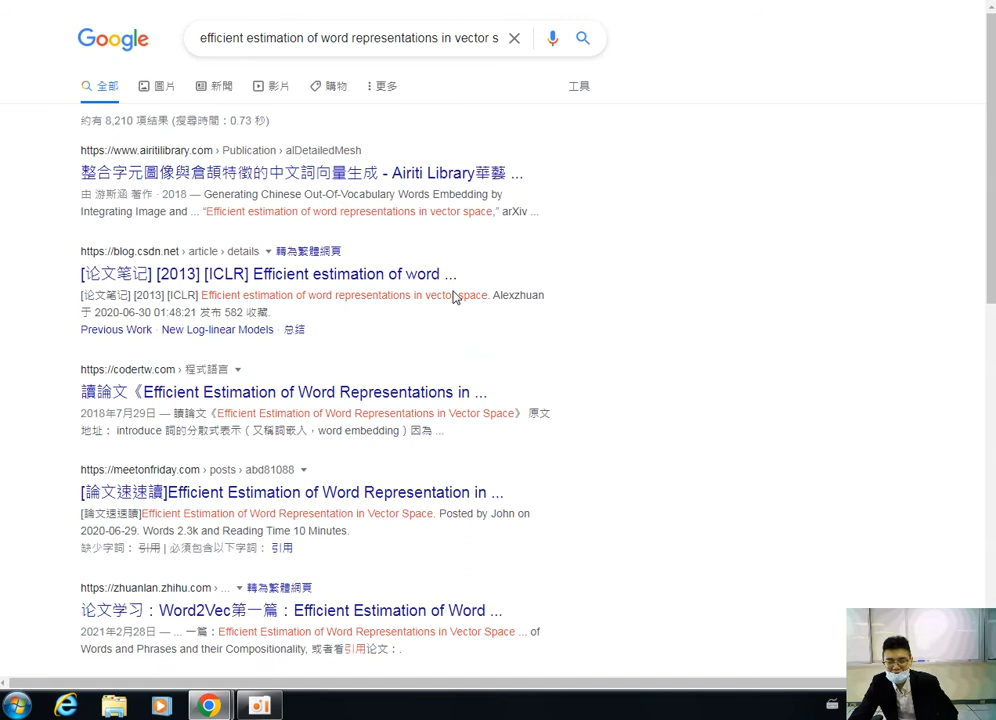 Google
efficient estimation of word representations in vector s
全部 圖片 新聞 影片 購物 更多 工具
約有 8,210 項結果 (搜尋時間：0.73 秒)
https://www.airitilibrary.com › Publication › alDetailedMesh
整合字元圖像與倉頡特徵的中文詞向量生成 - Airiti Library華藝 ...
由 游斯涵 著作 · 2018 — Generating Chinese Out-Of-Vocabulary Words Embedding by
Integrating Image and ... “Efficient estimation of word representations in vector space,” arXiv ...
https://blog.csdn.net › article › details 轉為繁體網頁
[论文笔记] [2013] [ICLR] Efficient estimation of word ...
[论文笔记] [2013] [ICLR] Efficient estimation of word representations in vector space. Alexzhuan
于 2020-06-30 01:48:21 发布 582 收藏.
Previous Work · New Log-linear Models · 总结
https://codertw.com › 程式語言
讀論文《Efficient Estimation of Word Representations in ...
2018年7月29日 — 讀論文《Efficient Estimation of Word Representations in Vector Space》 原文
地址： introduce 詞的分散式表示（又稱詞嵌人，word embedding）因為 ...
https://meetonfriday.com › posts › abd81088
[論文速速讀]Efficient Estimation of Word Representation in ...
[論文速速讀]Efficient Estimation of Word Representation in Vector Space. Posted by John on
2020-06-29. Words 2.3k and Reading Time 10 Minutes.
缺少字詞： 引用 | 必須包含以下字詞： 引用
https://zhuanlan.zhihu.com › ... 轉為繁體網頁
论文学习：Word2Vec第一篇：Efficient Estimation of Word ...
2021年2月28日 — ... 一篇：Efficient Estimation of Word Representations in Vector Space ... of
Words and Phrases and their Compositionality, 或者看引用论文：.